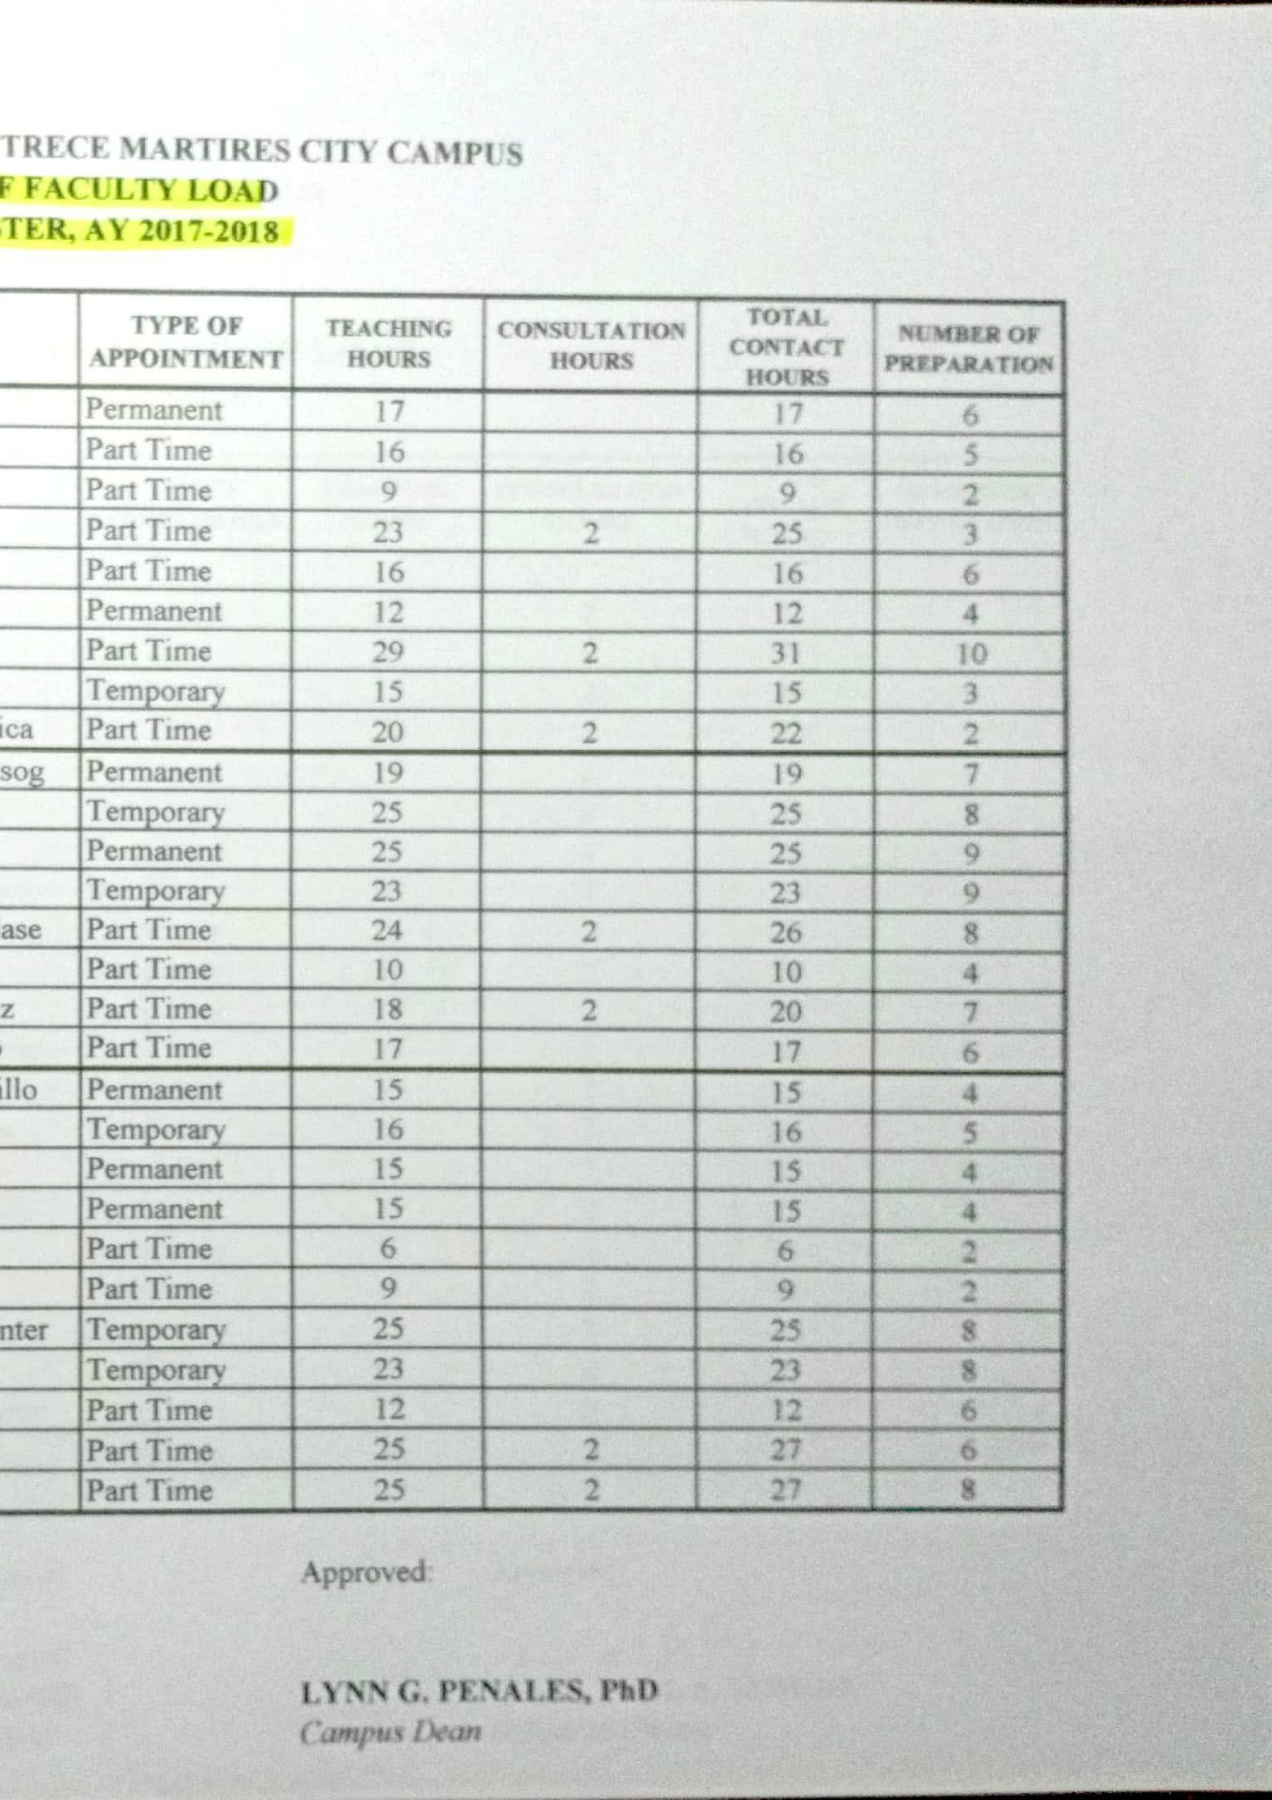 TRECE MARTIRES CITY CAMPUS
F FACULTY LOAD
STER, AY 2017-2018
TYPE OF APPOINTMENT TEACHING HOURS CONSULTATION HOURS TOTAL CONTACT HOURS NUMBER OF PREPARATION
Permanent 17 17 6
Part Time 16 16 5
Part Time 9 9 2
Part Time 23 2 25 3
Part Time 16 16 6
Permanent 12 12 4
Part Time 29 2 31 10
Temporary 15 15 3
ica Part Time 20 2 22 2
sog Permanent 19 19 7
Temporary 25 25 8
Permanent 25 25 9
Temporary 23 23 9
ase Part Time 24 2 26 8
Part Time 10 10 4
z Part Time 18 2 20 7
Part Time 17 17 6
illo Permanent 15 15 4
Temporary 16 16 5
Permanent 15 15 4
Permanent 15 15 4
Part Time 6 6 2
Part Time 9 9 2
nter Temporary 25 25 8
Temporary 23 23 8
Part Time 12 12 6
Part Time 25 2 27 6
Part Time 25 2 27 8
Approved:
LYNN G. PENALES, PhD
Campus Dean